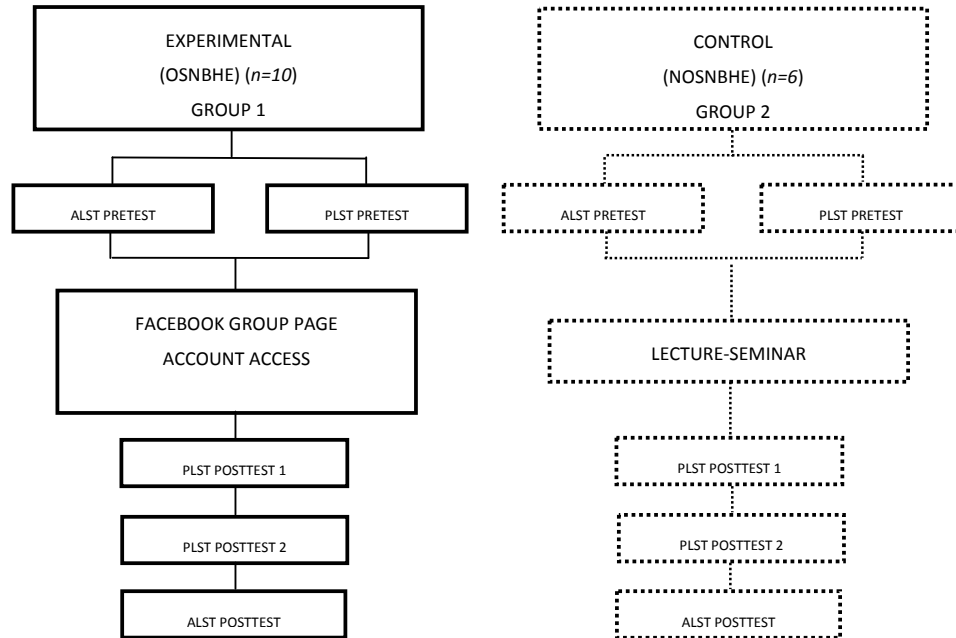 EXPERIMENTAL
(OSNBHE) (n=10)
GROUP 1
CONTROL
(NOSNBHE) (n=6)
GROUP 2
ALST PRETEST
PLST PRETEST
ALST PRETEST
PLST PRETEST
FACEBOOK GROUP PAGE
ACCOUNT ACCESS
LECTURE-SEMINAR
PLST POSTTEST 1
PLST POSTTEST 1
PLST POSTTEST 2
PLST POSTTEST 2
ALST POSTTEST
ALST POSTTEST